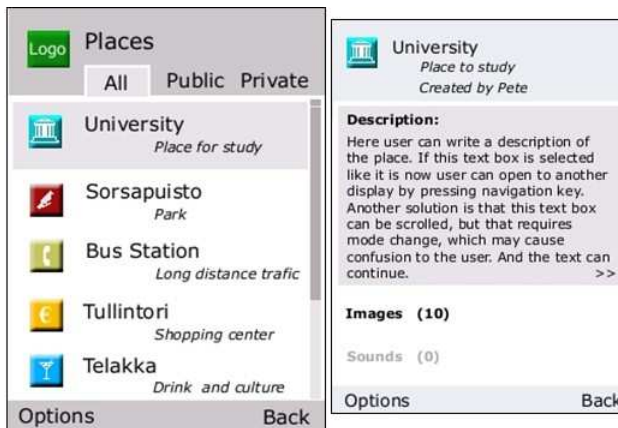 Logo
Places
All Public Private
University
Place for study
Sorsapuisto
Park
Bus Station
Long distance trafic
Tullintori
Shopping center
Telakka
Drink and culture
Options Back
University
Place to study
Created by Pete
Description:
Here user can write a description of
the place. If this text box is selected
like it is now user can open to another
display by pressing navigation key.
Another solution is that this text box
can be scrolled, but that requires
mode change, which may cause
confusion to the user. And the text can
continue. >>
Images (10)
Sounds (0)
Options Back